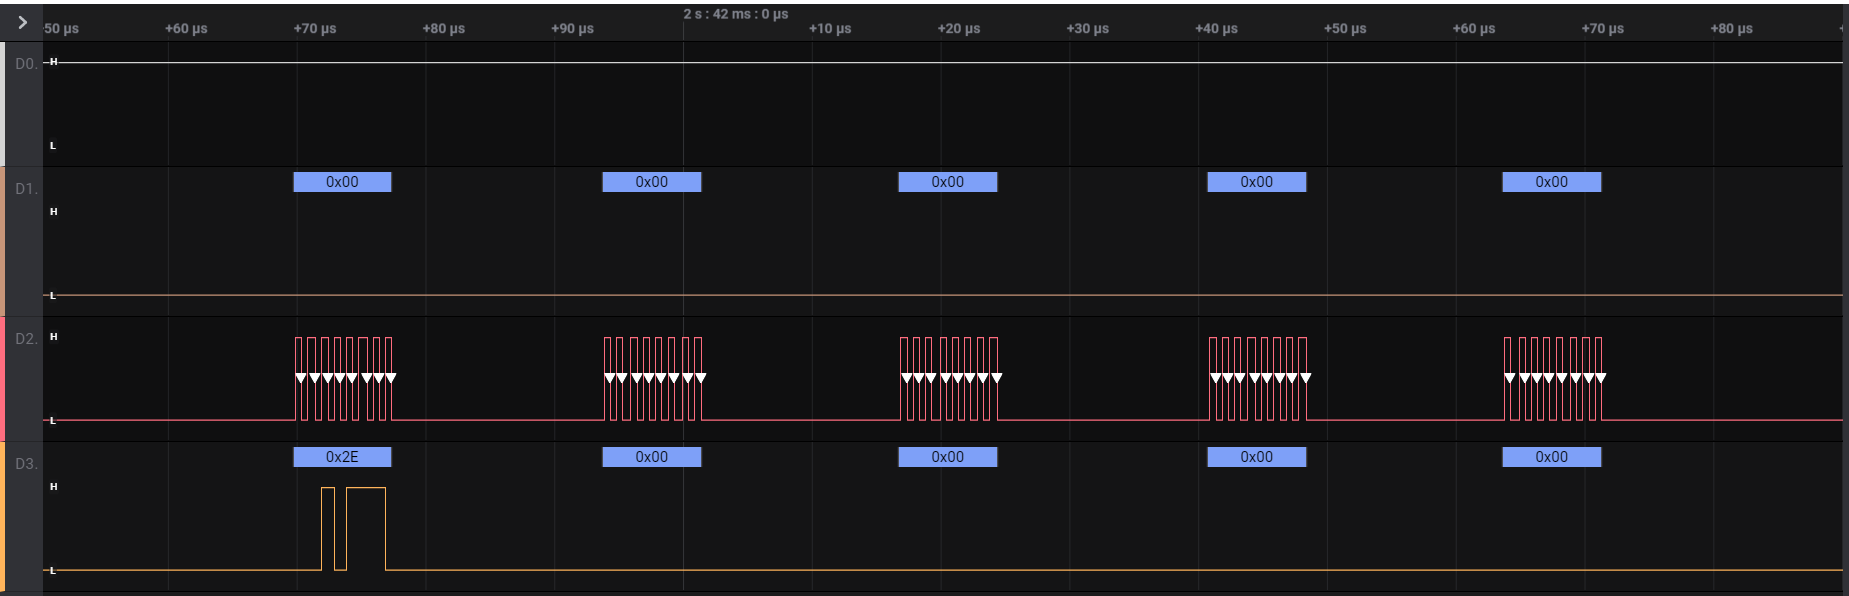 2 s : 42 ms : 0 µs
50 µs +60 µs +70 µs +80 µs +90 µs +10 µs +20 µs +30 µs +40 µs +50 µs +60 µs +70 µs +80 µs +
D0.
H
L
D1.
0x00 0x00 0x00 0x00 0x00
H
L
D2.
H
L
D3.
0x2E 0x00 0x00 0x00 0x00
H
L